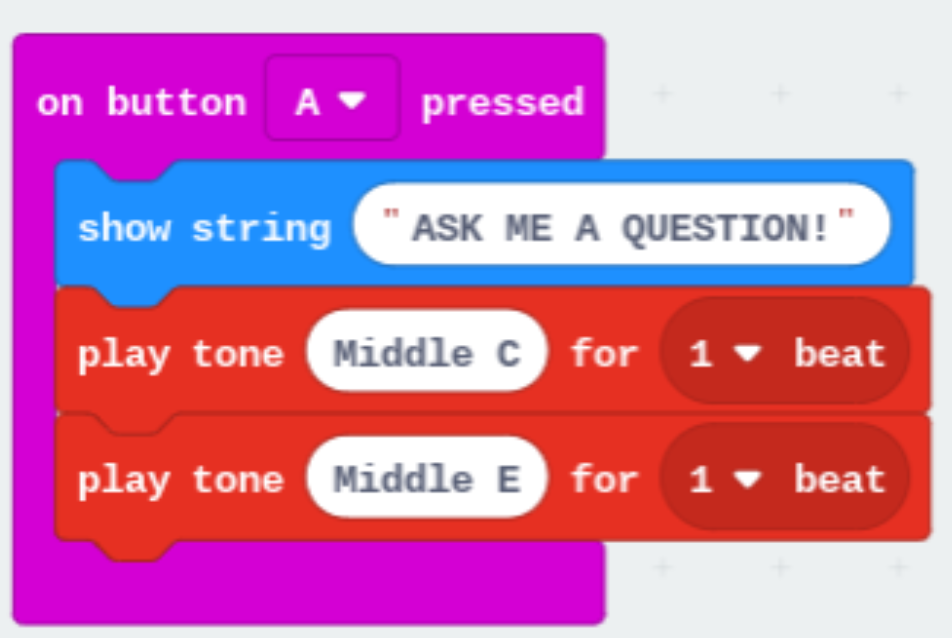 on button A pressed
show string "ASK ME A QUESTION!"
play tone Middle C for 1 beat
play tone Middle E for 1 beat